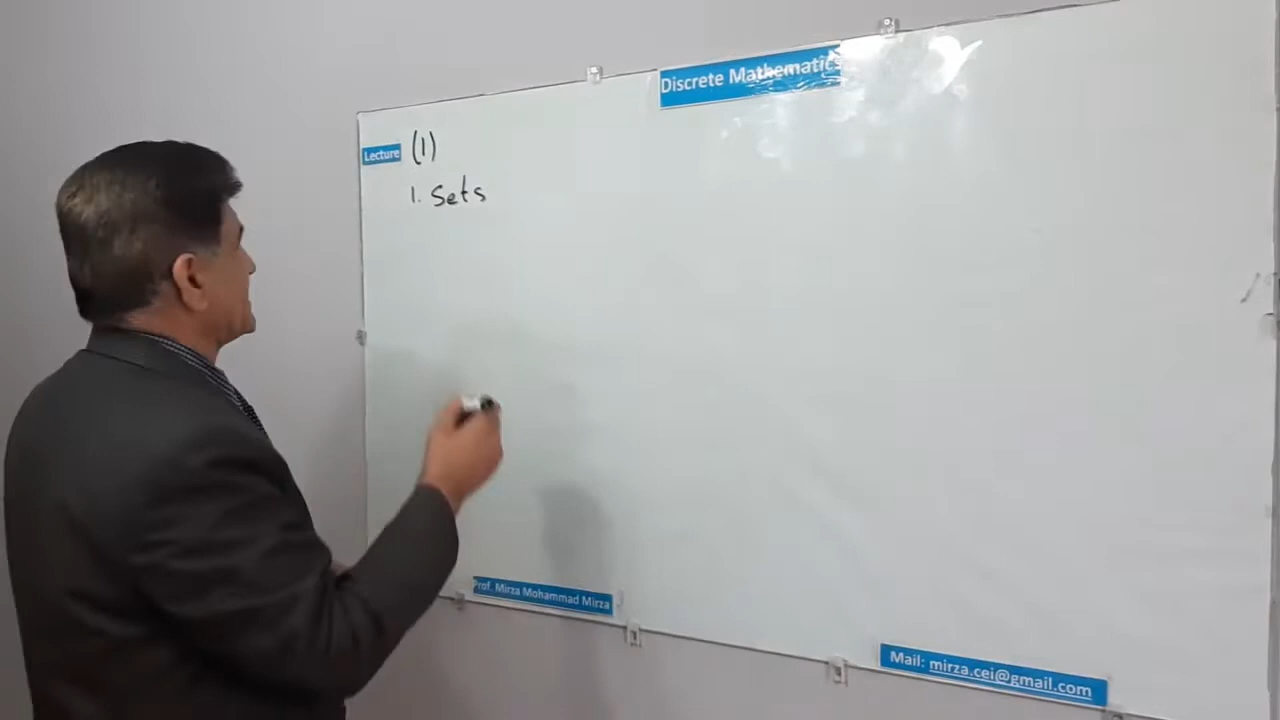 Discrete Mathematics
Lecture (1)
1. Sets
Prof. Mirza Mohammad Mirza
Mail: mirza.cei@gmail.com